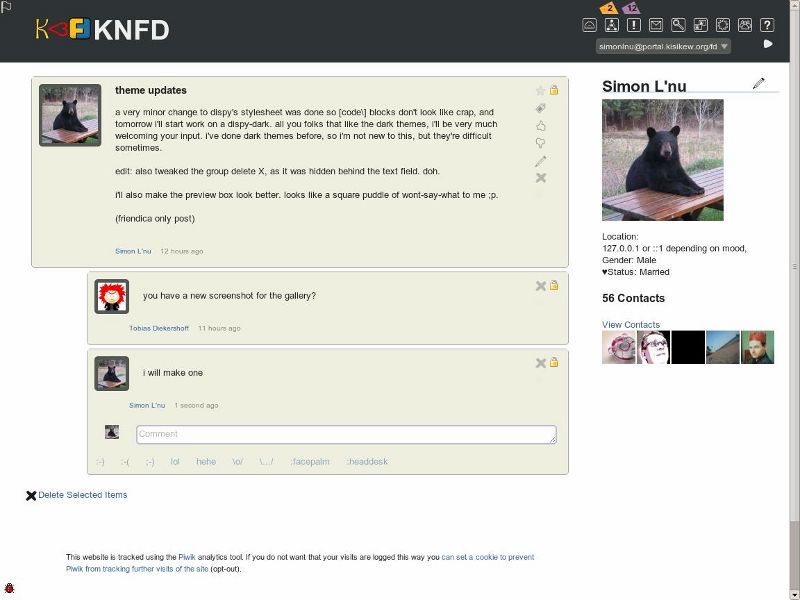 K<3F KNFD
2 12
simonlnu@portal.kisikew.org/fd
theme updates
a very minor change to dispy's stylesheet was done so [code\] blocks don't look like crap, and
tomorrow i'll start work on a dispy-dark. all you folks that like the dark themes, i'll be very much
welcoming your input. i've done dark themes before, so i'm not new to this, but they're difficult
sometimes.
edit: also tweaked the group delete X, as it was hidden behind the text field. doh.
i'll also make the preview box look better. looks like a square puddle of wont-say-what to me ;p.
(friendica only post)
Simon L'nu 12 hours ago
you have a new screenshot for the gallery?
Tobias Diekershoff 11 hours ago
i will make one
Simon L'nu 1 second ago
Comment
:-) :-( ;-) lol hehe \o/ \.../ :facepalm :headdesk
Delete Selected Items
Simon L'nu
Location:
127.0.0.1 or ::1 depending on mood,
Gender: Male
♥Status: Married
56 Contacts
View Contacts
This website is tracked using the Piwik analytics tool. If you do not want that your visits are logged this way you can set a cookie to prevent
Piwik from tracking further visits of the site (opt-out).